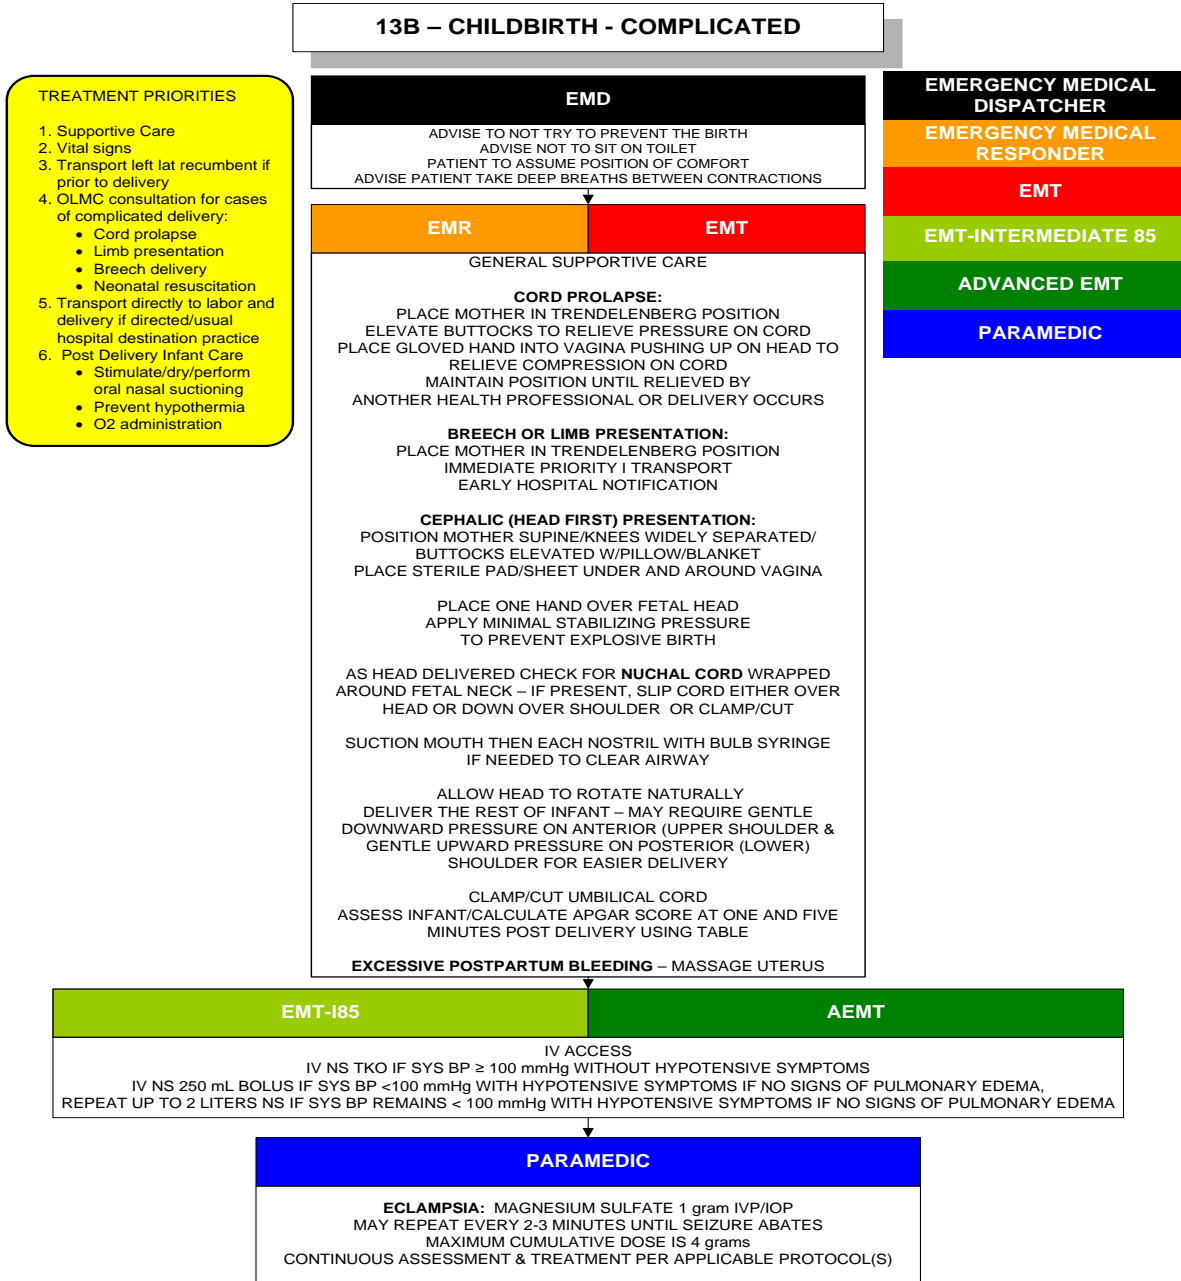 13B – CHILDBIRTH - COMPLICATED
TREATMENT PRIORITIES
1. Supportive Care
2. Vital signs
3. Transport left lat recumbent if
prior to delivery
4. OLMC consultation for cases
of complicated delivery:
• Cord prolapse
• Limb presentation
• Breech delivery
• Neonatal resuscitation
5. Transport directly to labor and
delivery if directed/usual
hospital destination practice
6. Post Delivery Infant Care
• Stimulate/dry/perform
oral nasal suctioning
• Prevent hypothermia
• O2 administration
EMD
ADVISE TO NOT TRY TO PREVENT THE BIRTH
ADVISE NOT TO SIT ON TOILET
PATIENT TO ASSUME POSITION OF COMFORT
ADVISE PATIENT TAKE DEEP BREATHS BETWEEN CONTRACTIONS
EMERGENCY MEDICAL
DISPATCHER
EMERGENCY MEDICAL
RESPONDER
EMT
EMT-INTERMEDIATE 85
ADVANCED EMT
PARAMEDIC
EMR
EMT
GENERAL SUPPORTIVE CARE
CORD PROLAPSE:
PLACE MOTHER IN TRENDELENBERG POSITION
ELEVATE BUTTOCKS TO RELIEVE PRESSURE ON CORD
PLACE GLOVED HAND INTO VAGINA PUSHING UP ON HEAD TO
RELIEVE COMPRESSION ON CORD
MAINTAIN POSITION UNTIL RELIEVED BY
ANOTHER HEALTH PROFESSIONAL OR DELIVERY OCCURS
BREECH OR LIMB PRESENTATION:
PLACE MOTHER IN TRENDELENBERG POSITION
IMMEDIATE PRIORITY I TRANSPORT
EARLY HOSPITAL NOTIFICATION
CEPHALIC (HEAD FIRST) PRESENTATION:
POSITION MOTHER SUPINE/KNEES WIDELY SEPARATED/
BUTTOCKS ELEVATED W/PILLOW/BLANKET
PLACE STERILE PAD/SHEET UNDER AND AROUND VAGINA
PLACE ONE HAND OVER FETAL HEAD
APPLY MINIMAL STABILIZING PRESSURE
TO PREVENT EXPLOSIVE BIRTH
AS HEAD DELIVERED CHECK FOR NUCHAL CORD WRAPPED
AROUND FETAL NECK – IF PRESENT, SLIP CORD EITHER OVER
HEAD OR DOWN OVER SHOULDER OR CLAMP/CUT
SUCTION MOUTH THEN EACH NOSTRIL WITH BULB SYRINGE
IF NEEDED TO CLEAR AIRWAY
ALLOW HEAD TO ROTATE NATURALLY
DELIVER THE REST OF INFANT – MAY REQUIRE GENTLE
DOWNWARD PRESSURE ON ANTERIOR (UPPER SHOULDER &
GENTLE UPWARD PRESSURE ON POSTERIOR (LOWER)
SHOULDER FOR EASIER DELIVERY
CLAMP/CUT UMBILICAL CORD
ASSESS INFANT/CALCULATE APGAR SCORE AT ONE AND FIVE
MINUTES POST DELIVERY USING TABLE
EXCESSIVE POSTPARTUM BLEEDING – MASSAGE UTERUS
EMT-I85
AEMT
IV ACCESS
IV NS TKO IF SYS BP ≥ 100 mmHg WITHOUT HYPOTENSIVE SYMPTOMS
IV NS 250 mL BOLUS IF SYS BP <100 mmHg WITH HYPOTENSIVE SYMPTOMS IF NO SIGNS OF PULMONARY EDEMA,
REPEAT UP TO 2 LITERS NS IF SYS BP REMAINS < 100 mmHg WITH HYPOTENSIVE SYMPTOMS IF NO SIGNS OF PULMONARY EDEMA
PARAMEDIC
ECLAMPSIA: MAGNESIUM SULFATE 1 gram IVP/IOP
MAY REPEAT EVERY 2-3 MINUTES UNTIL SEIZURE ABATES
MAXIMUM CUMULATIVE DOSE IS 4 grams
CONTINUOUS ASSESSMENT & TREATMENT PER APPLICABLE PROTOCOL(S)